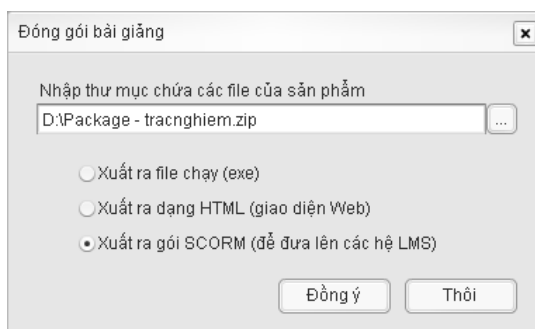 Đóng gói bài giảng
Nhập thư mục chứa các file của sản phẩm
D:\Package - tracnghiem.zip
...
Xuất ra file chạy (exe)
Xuất ra dạng HTML (giao diện Web)
Xuất ra gói SCORM (để đưa lên các hệ LMS)
Đồng ý Thôi